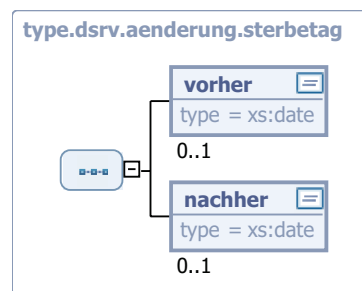 type.dsrv.aenderung.sterbetag
vorher
type = xs:date
0..1
nachher
type = xs:date
0..1